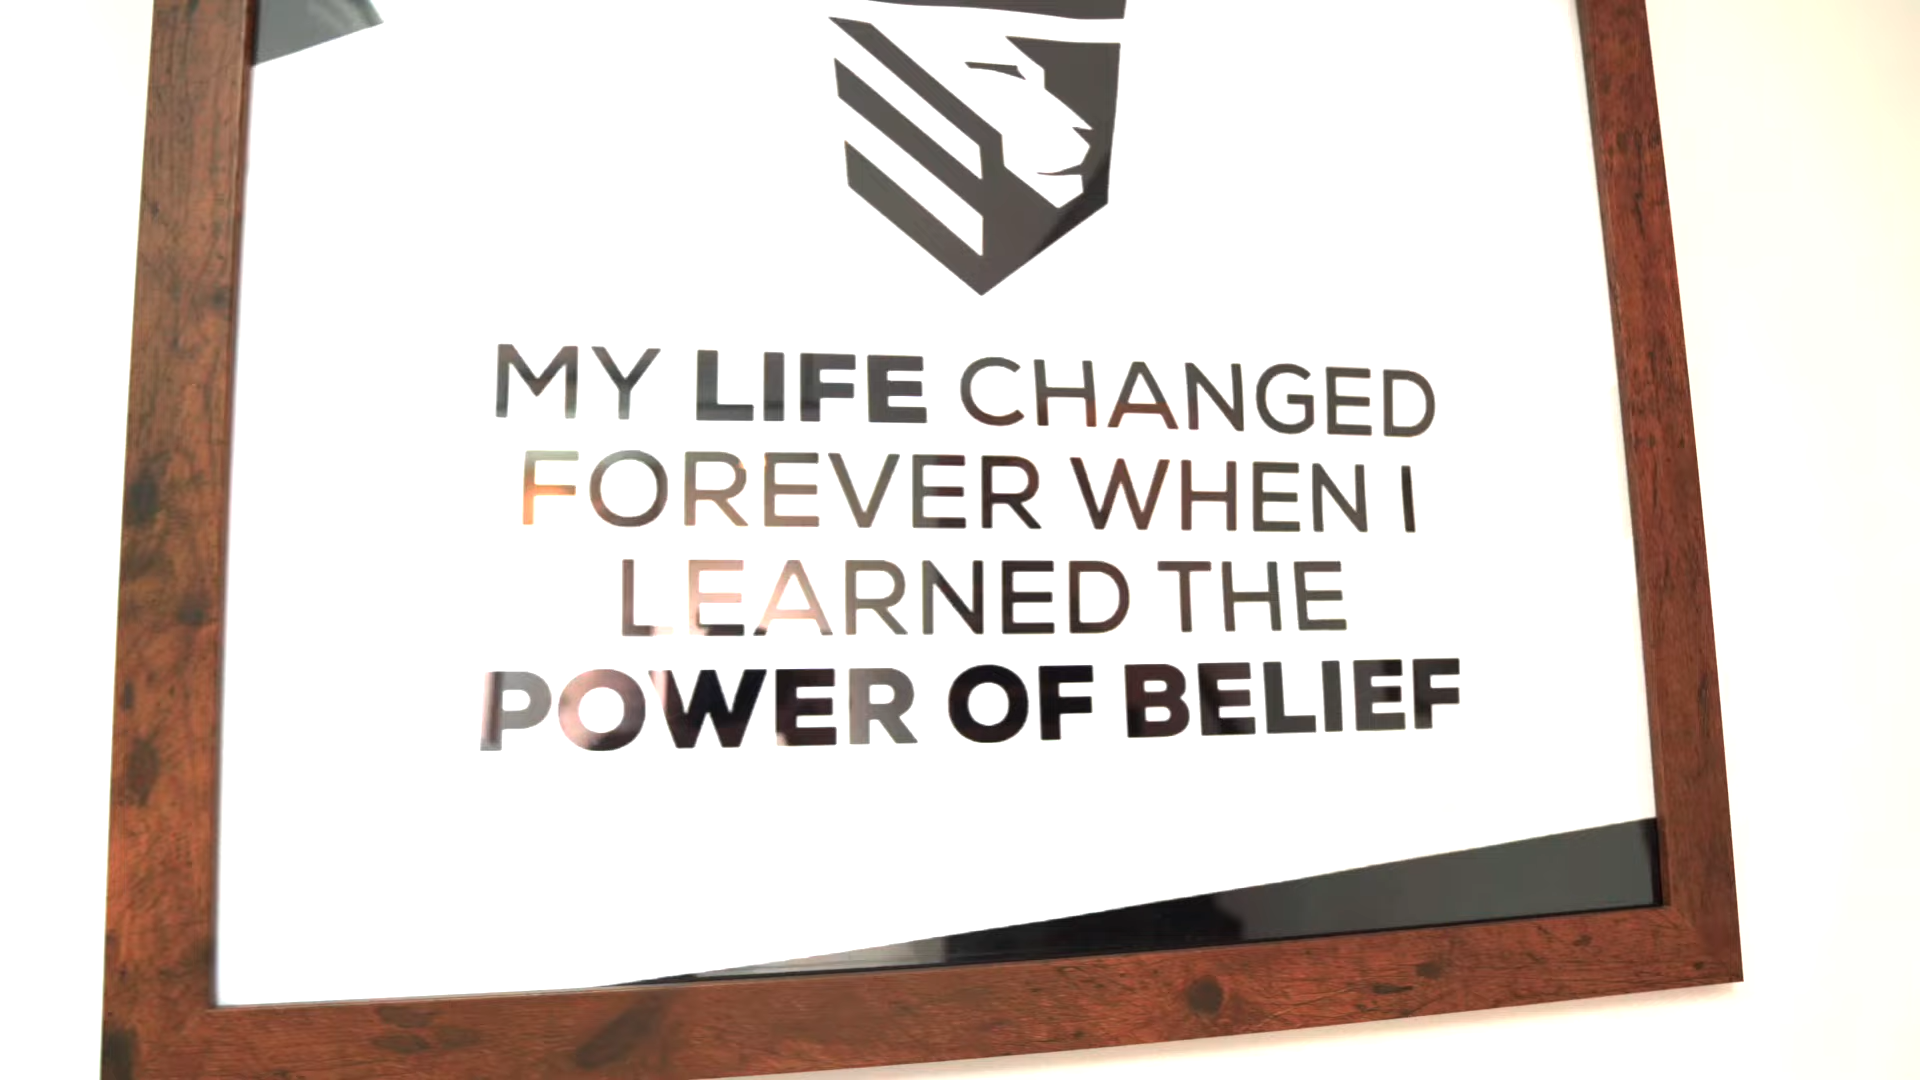 MY LIFE CHANGED
FOREVER WHEN I
LEARNED THE
POWER OF BELIEF